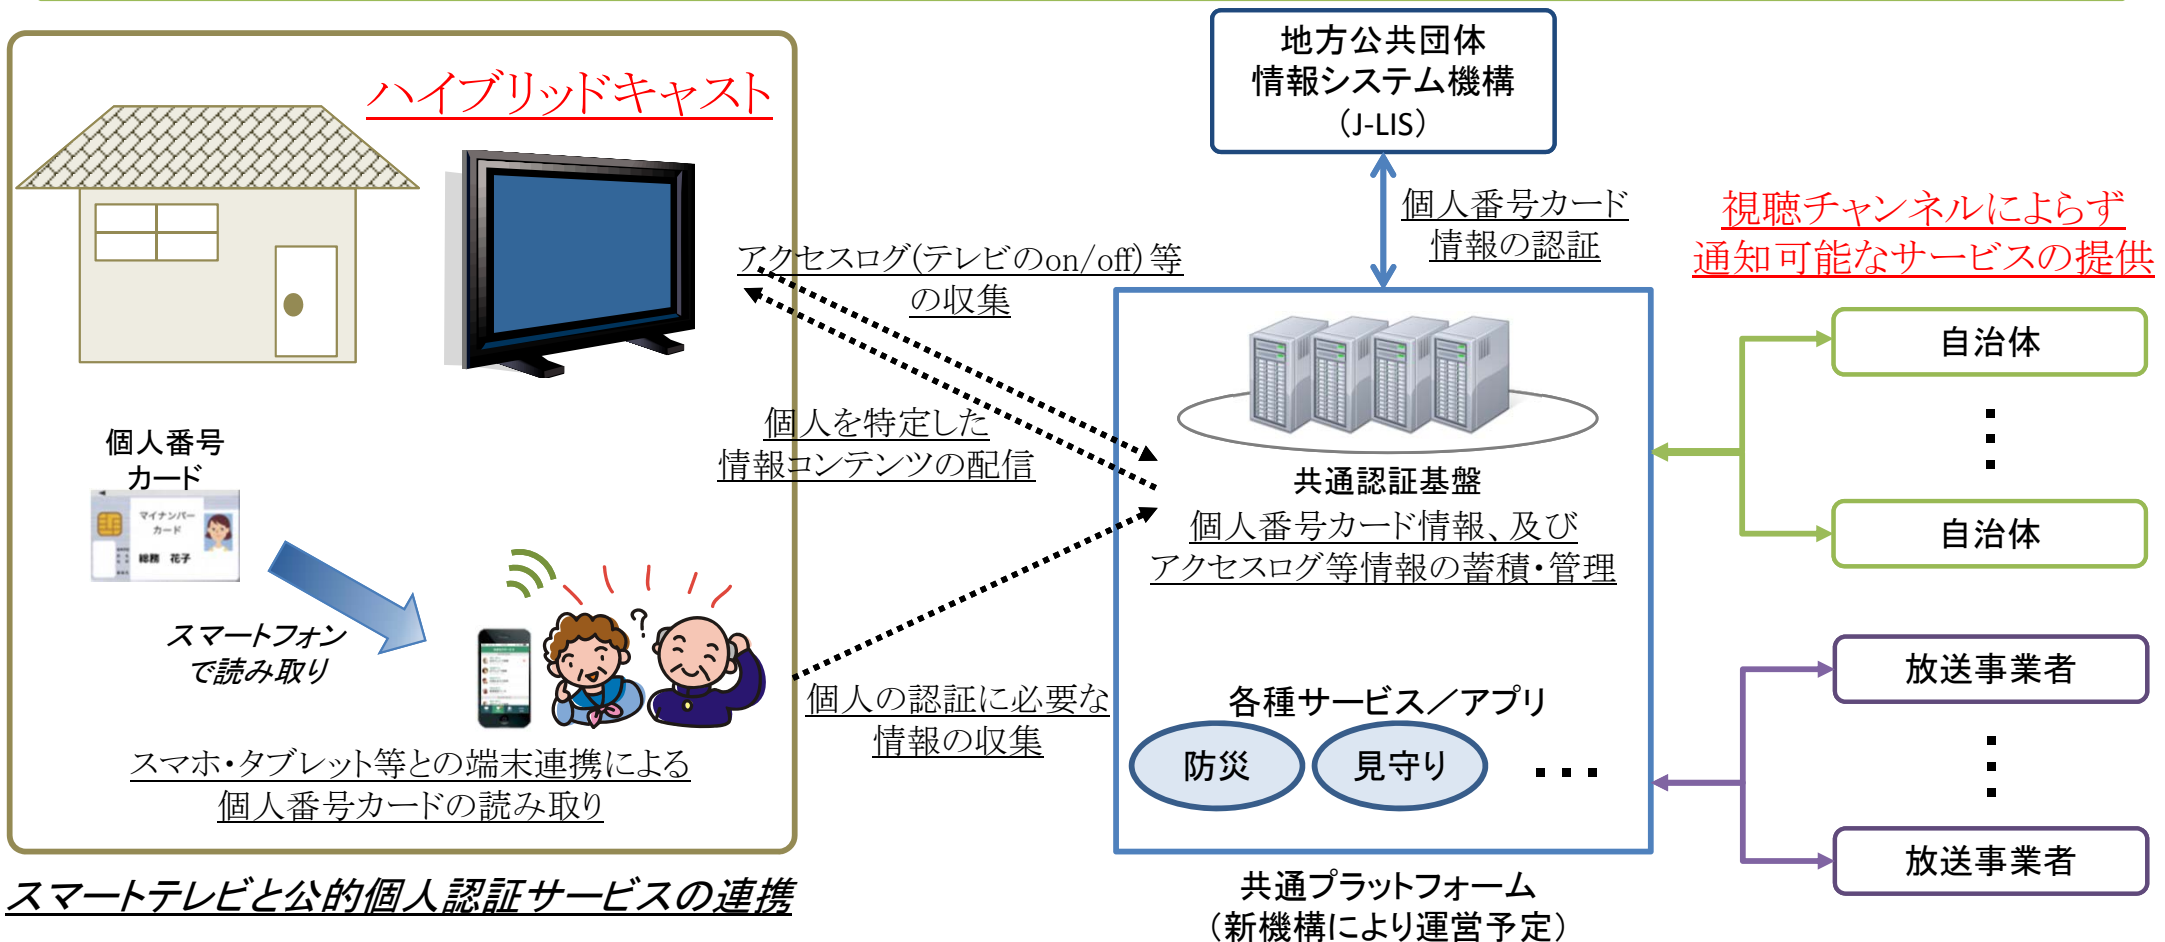 ハイブリッドキャスト
個人番号
カード
マイナンバー
カード
総務 花子
スマートフォン
で読み取り
スマホ・タブレット等との端末連携による
個人番号カードの読み取り
スマートテレビと公的個人認証サービスの連携
アクセスログ(テレビのon/off)等
の収集
個人を特定した
情報コンテンツの配信
個人の認証に必要な
情報の収集
地方公共団体
情報システム機構
（J-LIS）
個人番号カード
情報の認証
共通認証基盤
個人番号カード情報、及び
アクセスログ等情報の蓄積・管理
各種サービス／アプリ
防災
見守り
・・・
共通プラットフォーム
（新機構により運営予定）
視聴チャンネルによらず
通知可能なサービスの提供
自治体
自治体
放送事業者
放送事業者